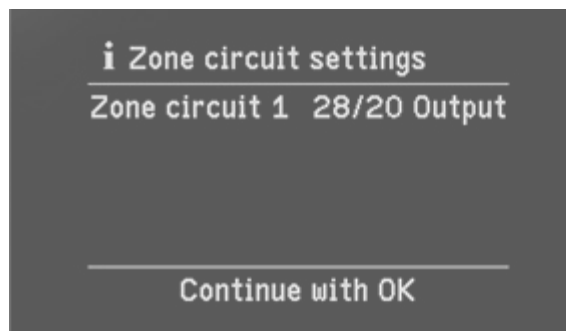 i Zone circuit settings
Zone circuit 1 28/20 Output
Continue with OK